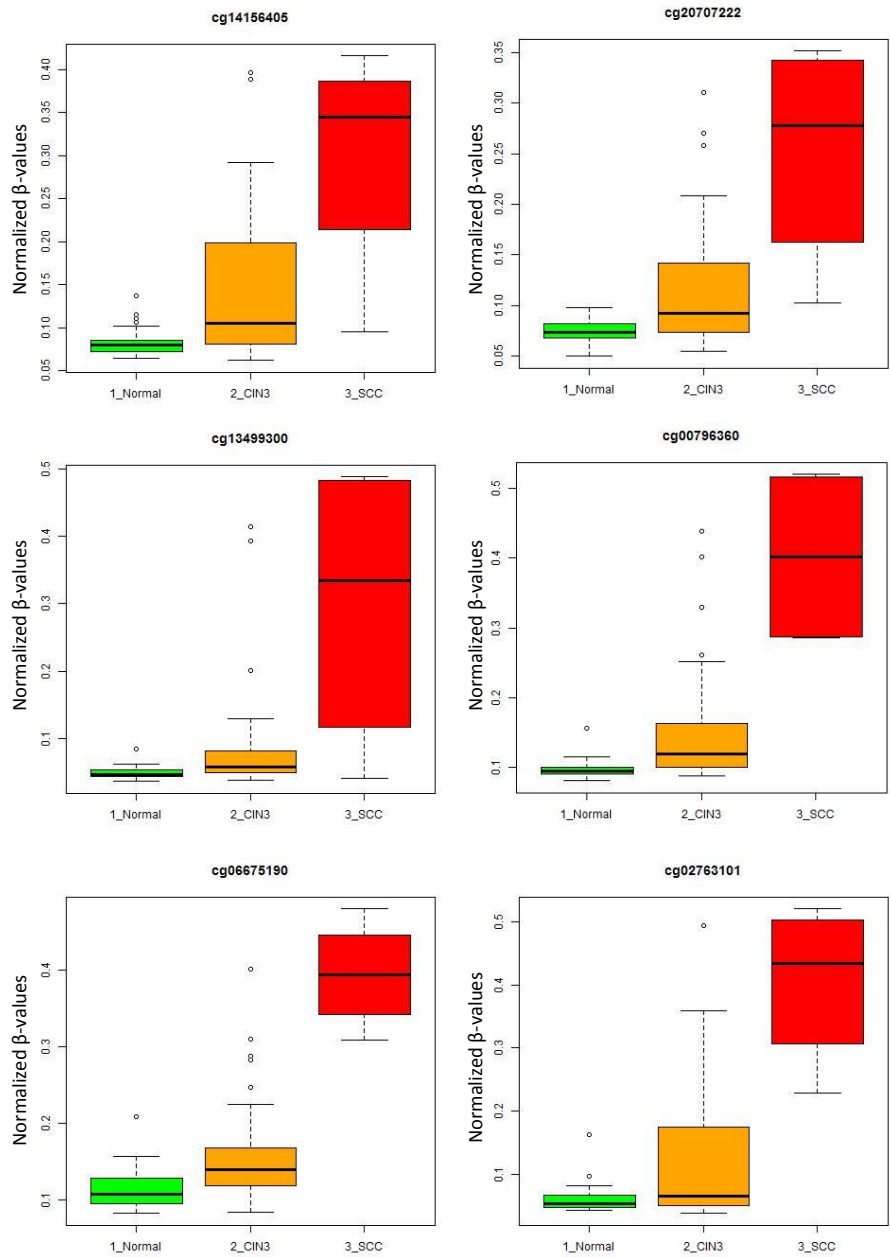 cg14156405
Normalized β-values
0.40
0.35
0.30
0.25
0.20
0.15
0.10
0.05
1_Normal 2_CIN3 3_SCC
cg20707222
Normalized β-values
0.35
0.30
0.25
0.20
0.15
0.10
0.05
1_Normal 2_CIN3 3_SCC
cg13499300
Normalized β-values
0.5
0.4
0.3
0.2
0.1
1_Normal 2_CIN3 3_SCC
cg00796360
Normalized β-values
0.5
0.4
0.3
0.2
0.1
1_Normal 2_CIN3 3_SCC
cg06675190
Normalized β-values
0.4
0.3
0.2
0.1
1_Normal 2_CIN3 3_SCC
cg02763101
Normalized β-values
0.5
0.4
0.3
0.2
0.1
1_Normal 2_CIN3 3_SCC